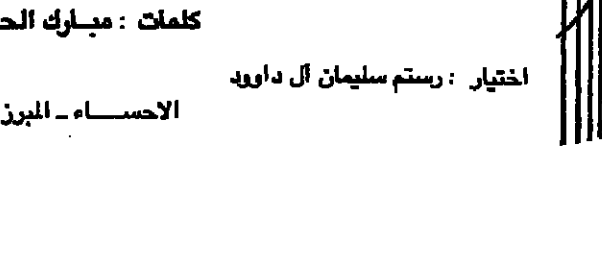 كلمات : مبـارك
اختيار : رستم سليمان آل داوود
الاحســـاء ـ المبرز